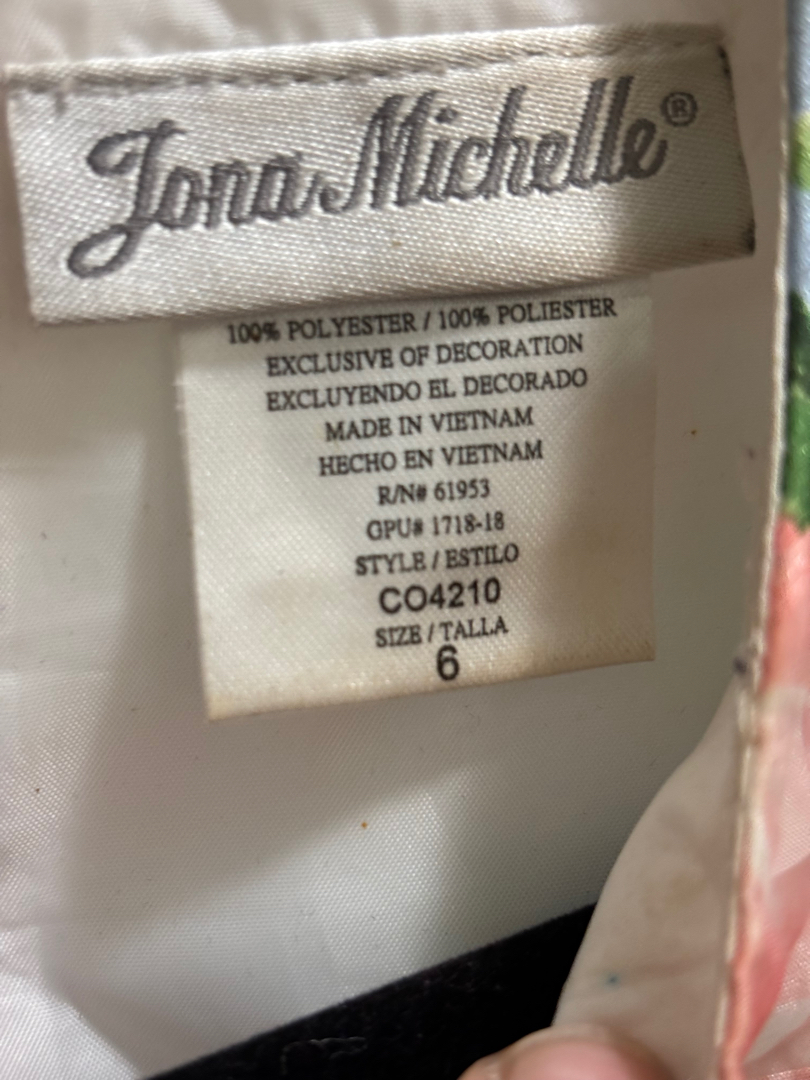 Jona Michelle®
100% POLYESTER / 100% POLIESTER
EXCLUSIVE OF DECORATION
EXCLUYENDO EL DECORADO
MADE IN VIETNAM
HECHO EN VIETNAM
R/N# 61953
GPU# 1718-18
STYLE / ESTILO
CO4210
SIZE / TALLA
6